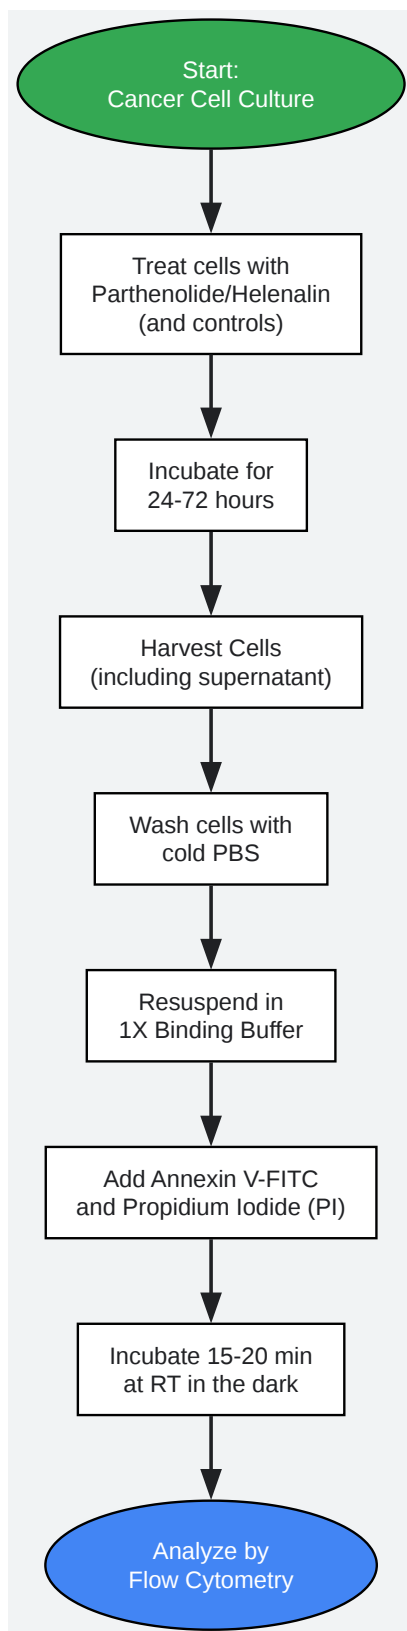 Start:
Cancer Cell Culture
Treat cells with
Parthenolide/Helenalin
(and controls)
Incubate for
24-72 hours
Harvest Cells
(including supernatant)
Wash cells with
cold PBS
Resuspend in
1X Binding Buffer
Add Annexin V-FITC
and Propidium Iodide (PI)
Incubate 15-20 min
at RT in the dark
Analyze by
Flow Cytometry